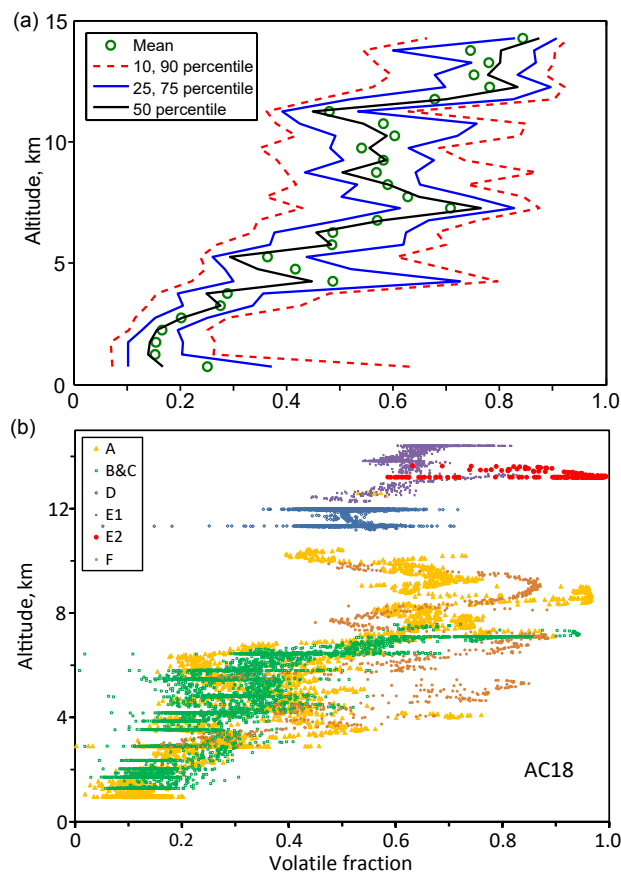 (a)
15
Mean
10, 90 percentile
25, 75 percentile
50 percentile
10
5
0
Altitude, km
0
0.2
0.4
0.6
0.8
1.0
(b)
A
B&C
D
E1
E2
F
12
8
4
0
Altitude, km
AC18
0
0.2
0.4
0.6
0.8
1.0
Volatile fraction